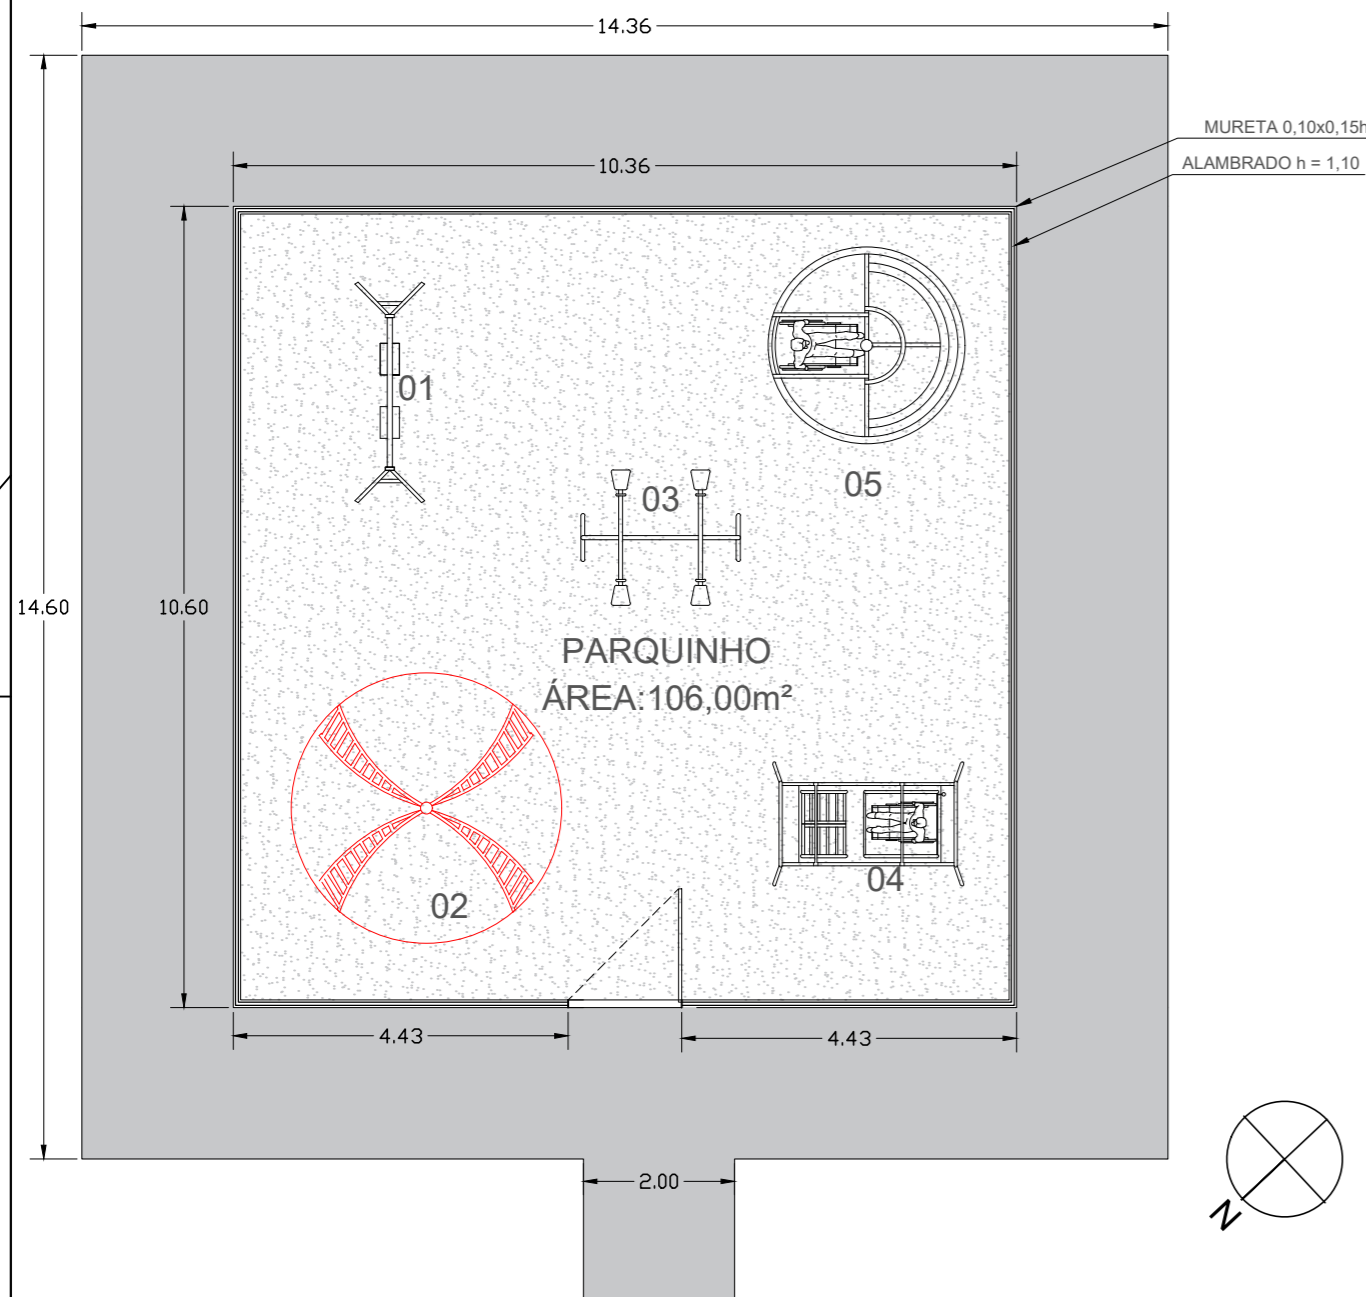 14.36
MURETA 0,10x0,15h
10.36
ALAMBRADO h = 1,10
01
05
03
14.60
10.60
PARQUINHO
ÁREA:106,00m²
04
02
4.43
4.43
2.00
N